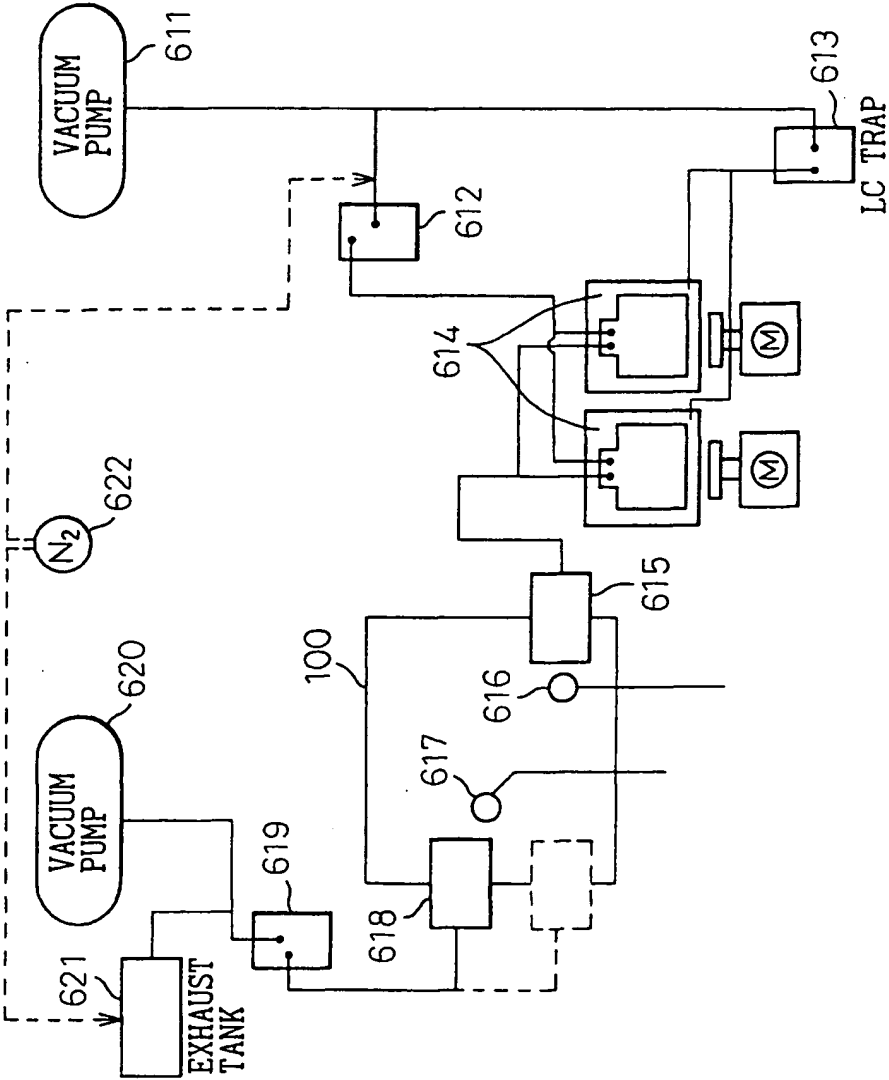 VACUUM
PUMP
611
VACUUM
PUMP
620
N2
622
621
EXHAUST
TANK
619
612
613
LC TRAP
614
100
615
616
617
618
M
M